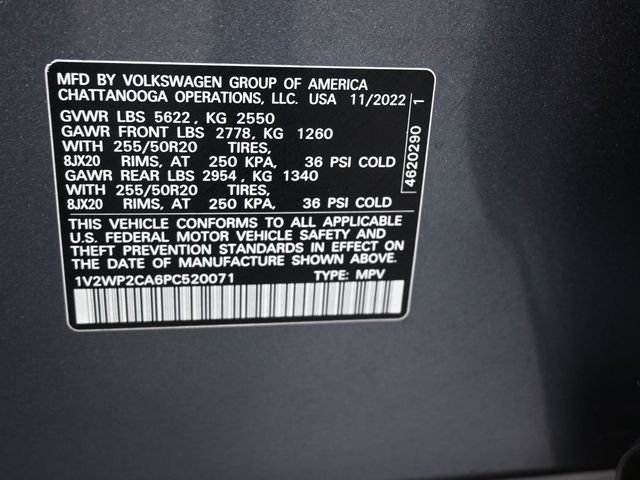 MFD BY VOLKSWAGEN GROUP OF AMERICA
CHATTANOOGA OPERATIONS, LLC. USA 11/2022
GVWR LBS 5622, KG 2550
GAWR FRONT LBS 2778, KG 1260
WITH 255/50R20 TIRES,
8JX20 RIMS, AT 250 KPA, 36 PSI COLD
GAWR REAR LBS 2954, KG 1340
WITH 255/50R20 TIRES,
8JX20 RIMS, AT 250 KPA, 36 PSI COLD
THIS VEHICLE CONFORMS TO ALL APPLICABLE
U.S. FEDERAL MOTOR VEHICLE SAFETY AND
THEFT PREVENTION STANDARDS IN EFFECT ON
THE DATE OF MANUFACTURE SHOWN ABOVE.
1V2WP2CA6PC520071 TYPE: MPV
4620290 1